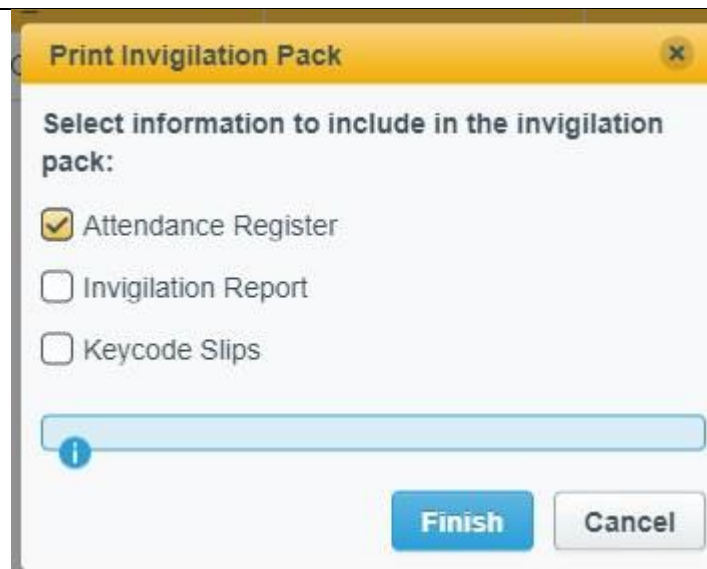 Print Invigilation Pack
Select information to include in the invigilation
pack:
Attendance Register
Invigilation Report
Keycode Slips
i
Finish Cancel